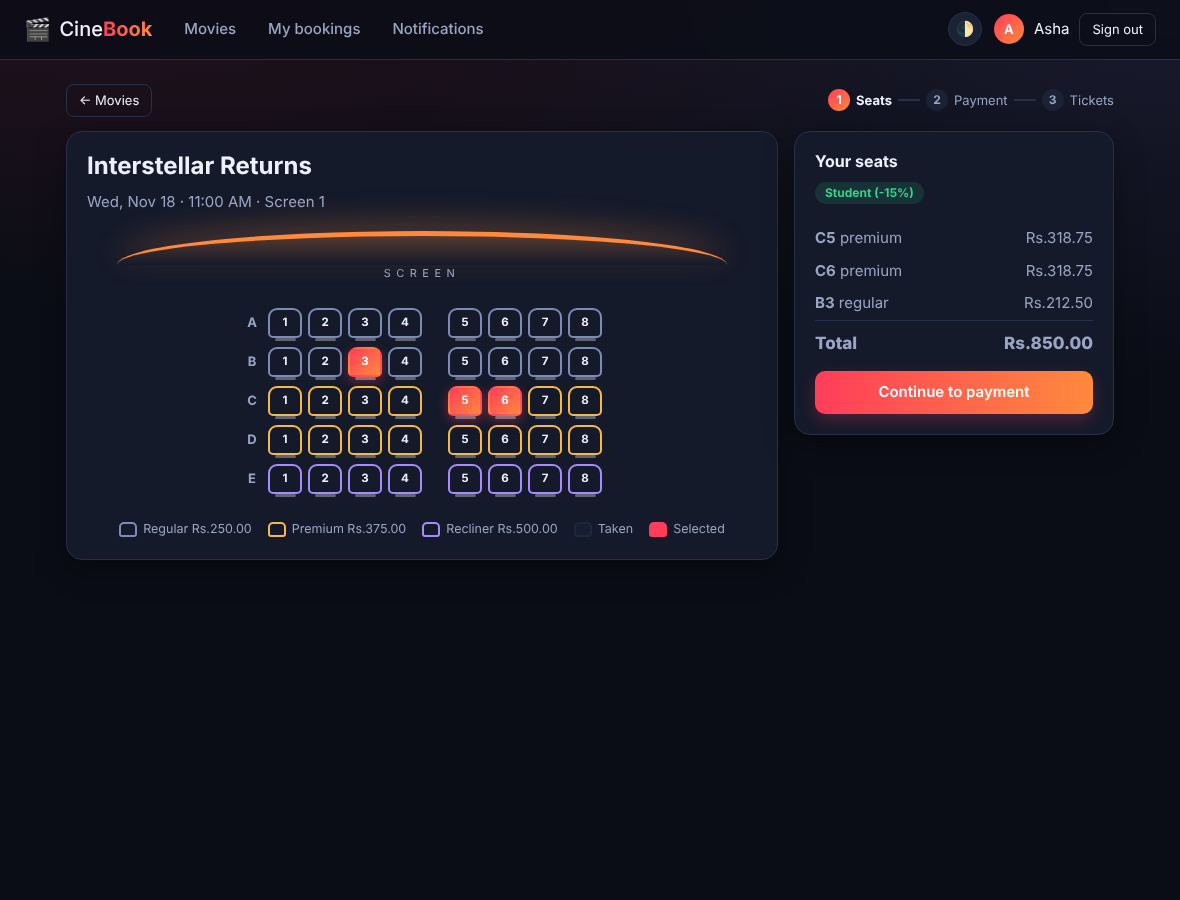 CineBook Movies My bookings Notifications A Asha Sign out
← Movies 1 Seats 2 Payment 3 Tickets
Interstellar Returns
Wed, Nov 18 · 11:00 AM · Screen 1
SCREEN
A 1 2 3 4 5 6 7 8
B 1 2 3 4 5 6 7 8
C 1 2 3 4 5 6 7 8
D 1 2 3 4 5 6 7 8
E 1 2 3 4 5 6 7 8
Regular Rs.250.00 Premium Rs.375.00 Recliner Rs.500.00 Taken Selected
Your seats
Student (-15%)
C5 premium Rs.318.75
C6 premium Rs.318.75
B3 regular Rs.212.50
Total Rs.850.00
Continue to payment